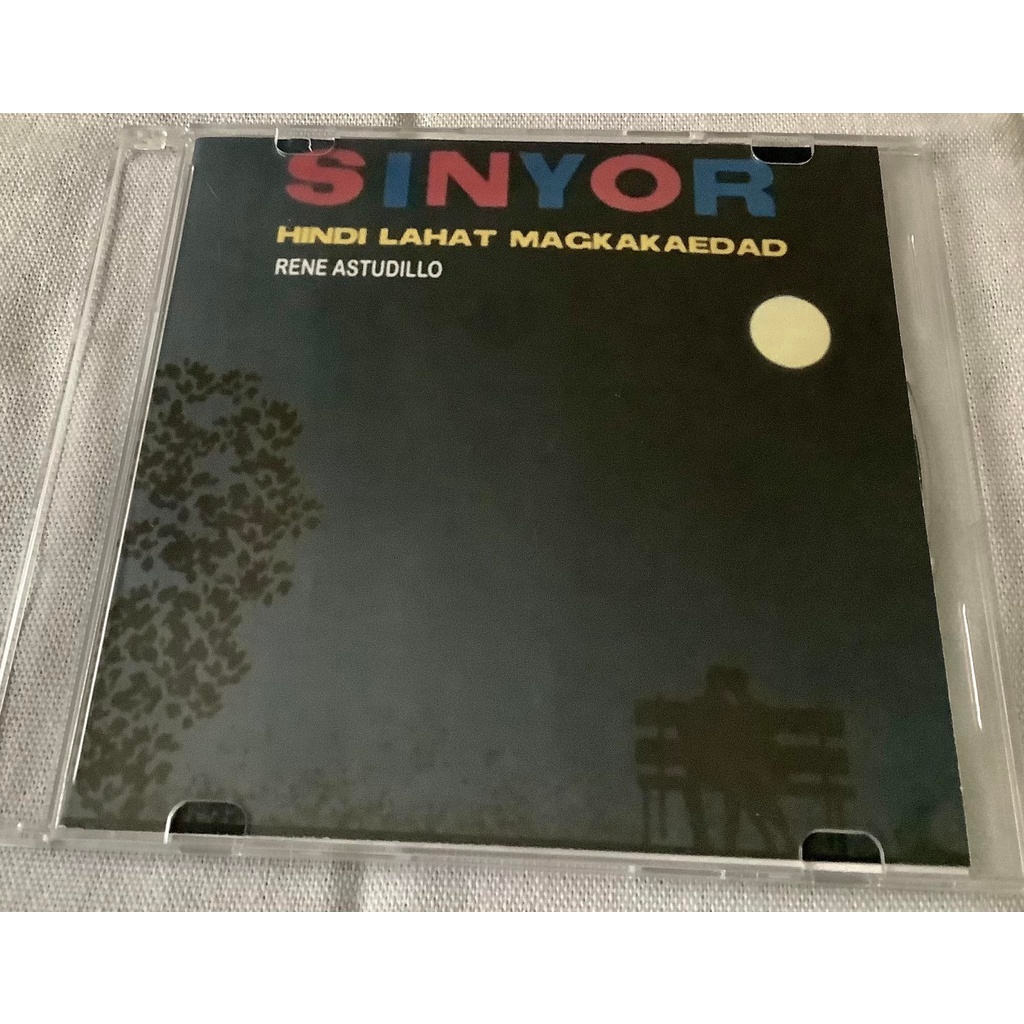 SINYOR
HINDI LAHAT MAGKAKAEDAD
RENE ASTUDILLO